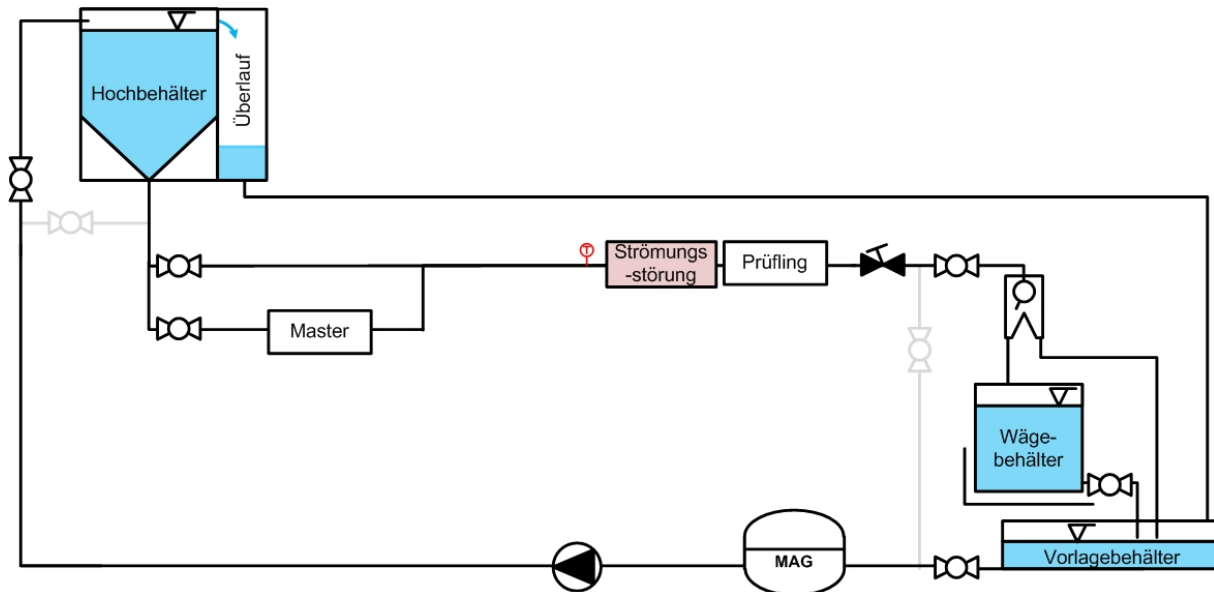 Hochbehälter
Überlauf
T
Strömungs
-störung
Prüfling
Master
Wäge-
behälter
MAG
Vorlagebehälter